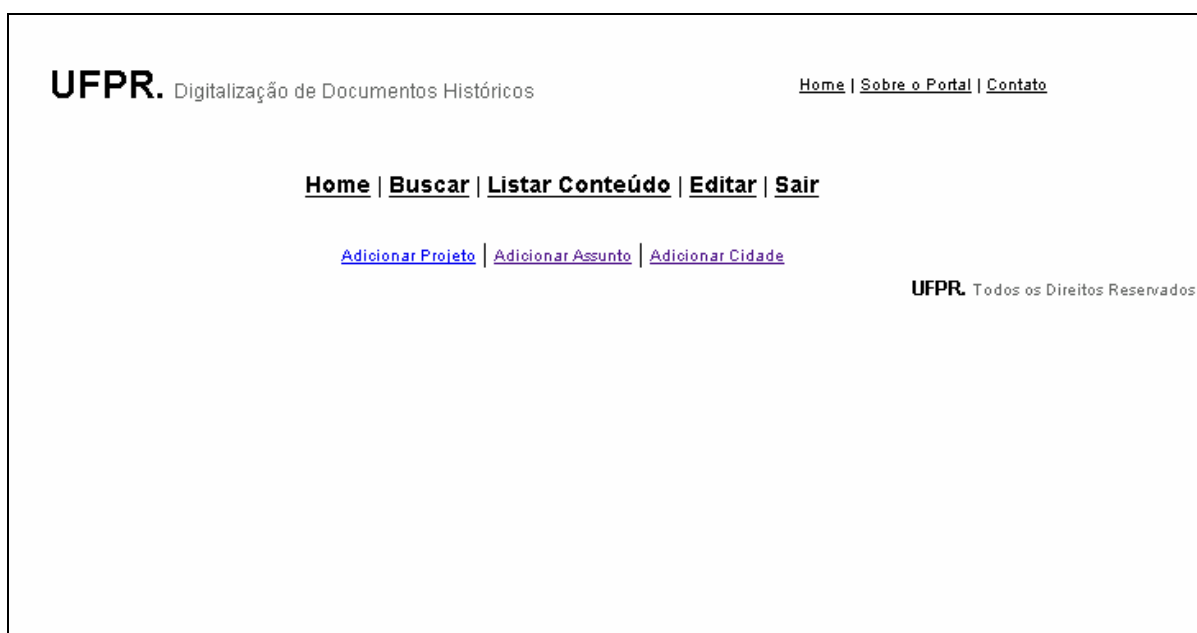 UFPR. Digitalização de Documentos Históricos
Home | Sobre o Portal | Contato
Home | Buscar | Listar Conteúdo | Editar | Sair
Adicionar Projeto | Adicionar Assunto | Adicionar Cidade
UFPR. Todos os Direitos Reservados